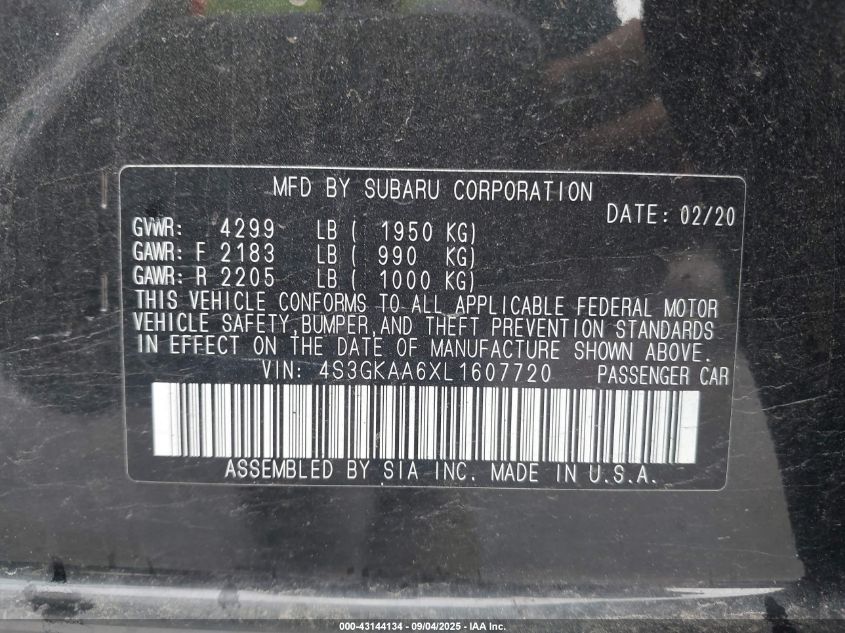 MFD BY SUBARU CORPORATION
DATE: 02/20
GVWR: 4299 LB ( 1950 KG)
GAWR: F 2183 LB ( 990 KG)
GAWR: R 2205 LB ( 1000 KG)
THIS VEHICLE CONFORMS TO ALL APPLICABLE FEDERAL MOTOR
VEHICLE SAFETY,BUMPER,AND THEFT PREVENTION STANDARDS
IN EFFECT ON THE DATE OF MANUFACTURE SHOWN ABOVE.
VIN: 4S3GKAA6XL1607720 PASSENGER CAR
ASSEMBLED BY SIA INC. MADE IN U.S.A.
000-43144134 - 09/04/2025 - IAA Inc.